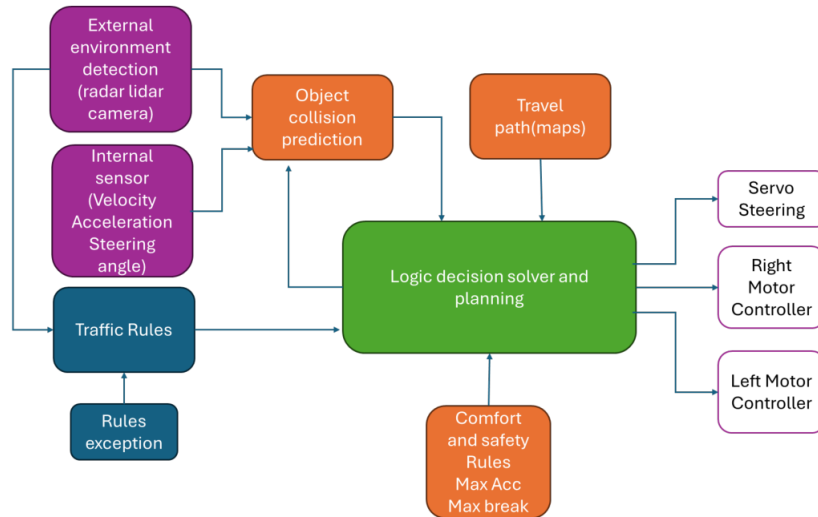 External
environment
detection
(radar lidar
camera)
Object
collision
prediction
Travel
path(maps)
Internal
sensor
(Velocity
Acceleration
Steering
angle)
Servo
Steering
Logic decision solver and
planning
Right
Motor
Controller
Traffic Rules
Left Motor
Controller
Rules
exception
Comfort
and safety
Rules
Max Acc
Max break